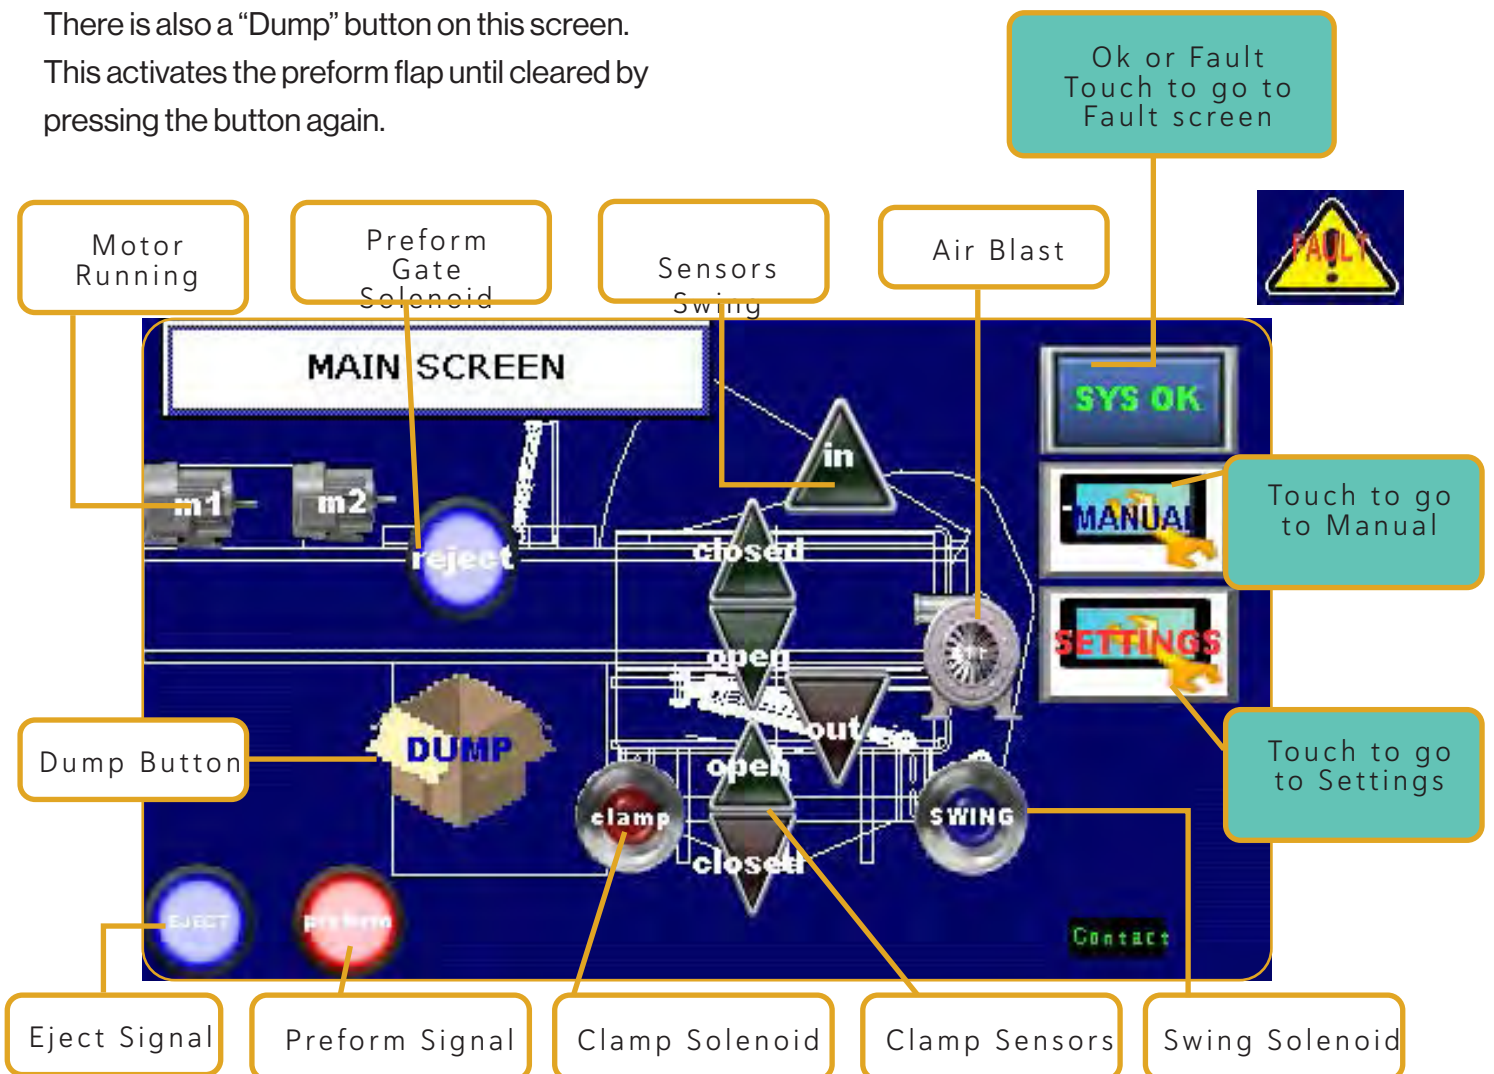 There is also a “Dump” button on this screen.
This activates the preform flap until cleared by
pressing the button again.
Ok or Fault
Touch to go to
Fault screen
Motor
Running
Preform
Gate
Solenoid
Sensors
Swing
Air Blast
FAULT
MAIN SCREEN
SYS OK
in
m1
m2
MANUAL
Touch to go
to Manual
closed
reject
open
SETTINGS
out
Dump Button
DUMP
open
Touch to go
to Settings
clamp
SWING
closed
EJECT
preform
Contact
Eject Signal
Preform Signal
Clamp Solenoid
Clamp Sensors
Swing Solenoid